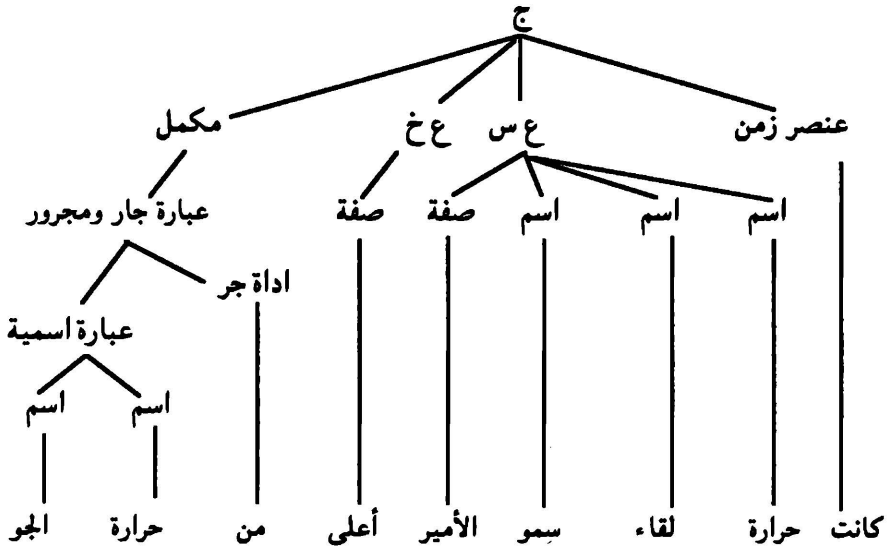 ج
عنصر زمن ع س ع خ مكمل
اسم اسم اسم صفة صفة عبارة جار ومجرور
اداة جر
عبارة اسمية
اسم اسم
كانت حرارة لقاء سمو الأمير أعلى من حرارة الجو